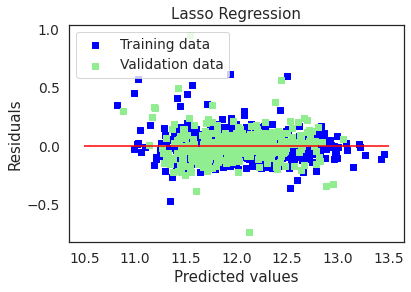 Lasso Regression
Training data
Validation data
1.0
0.5
0.0
−0.5
Residuals
10.5 11.0 11.5 12.0 12.5 13.0 13.5
Predicted values